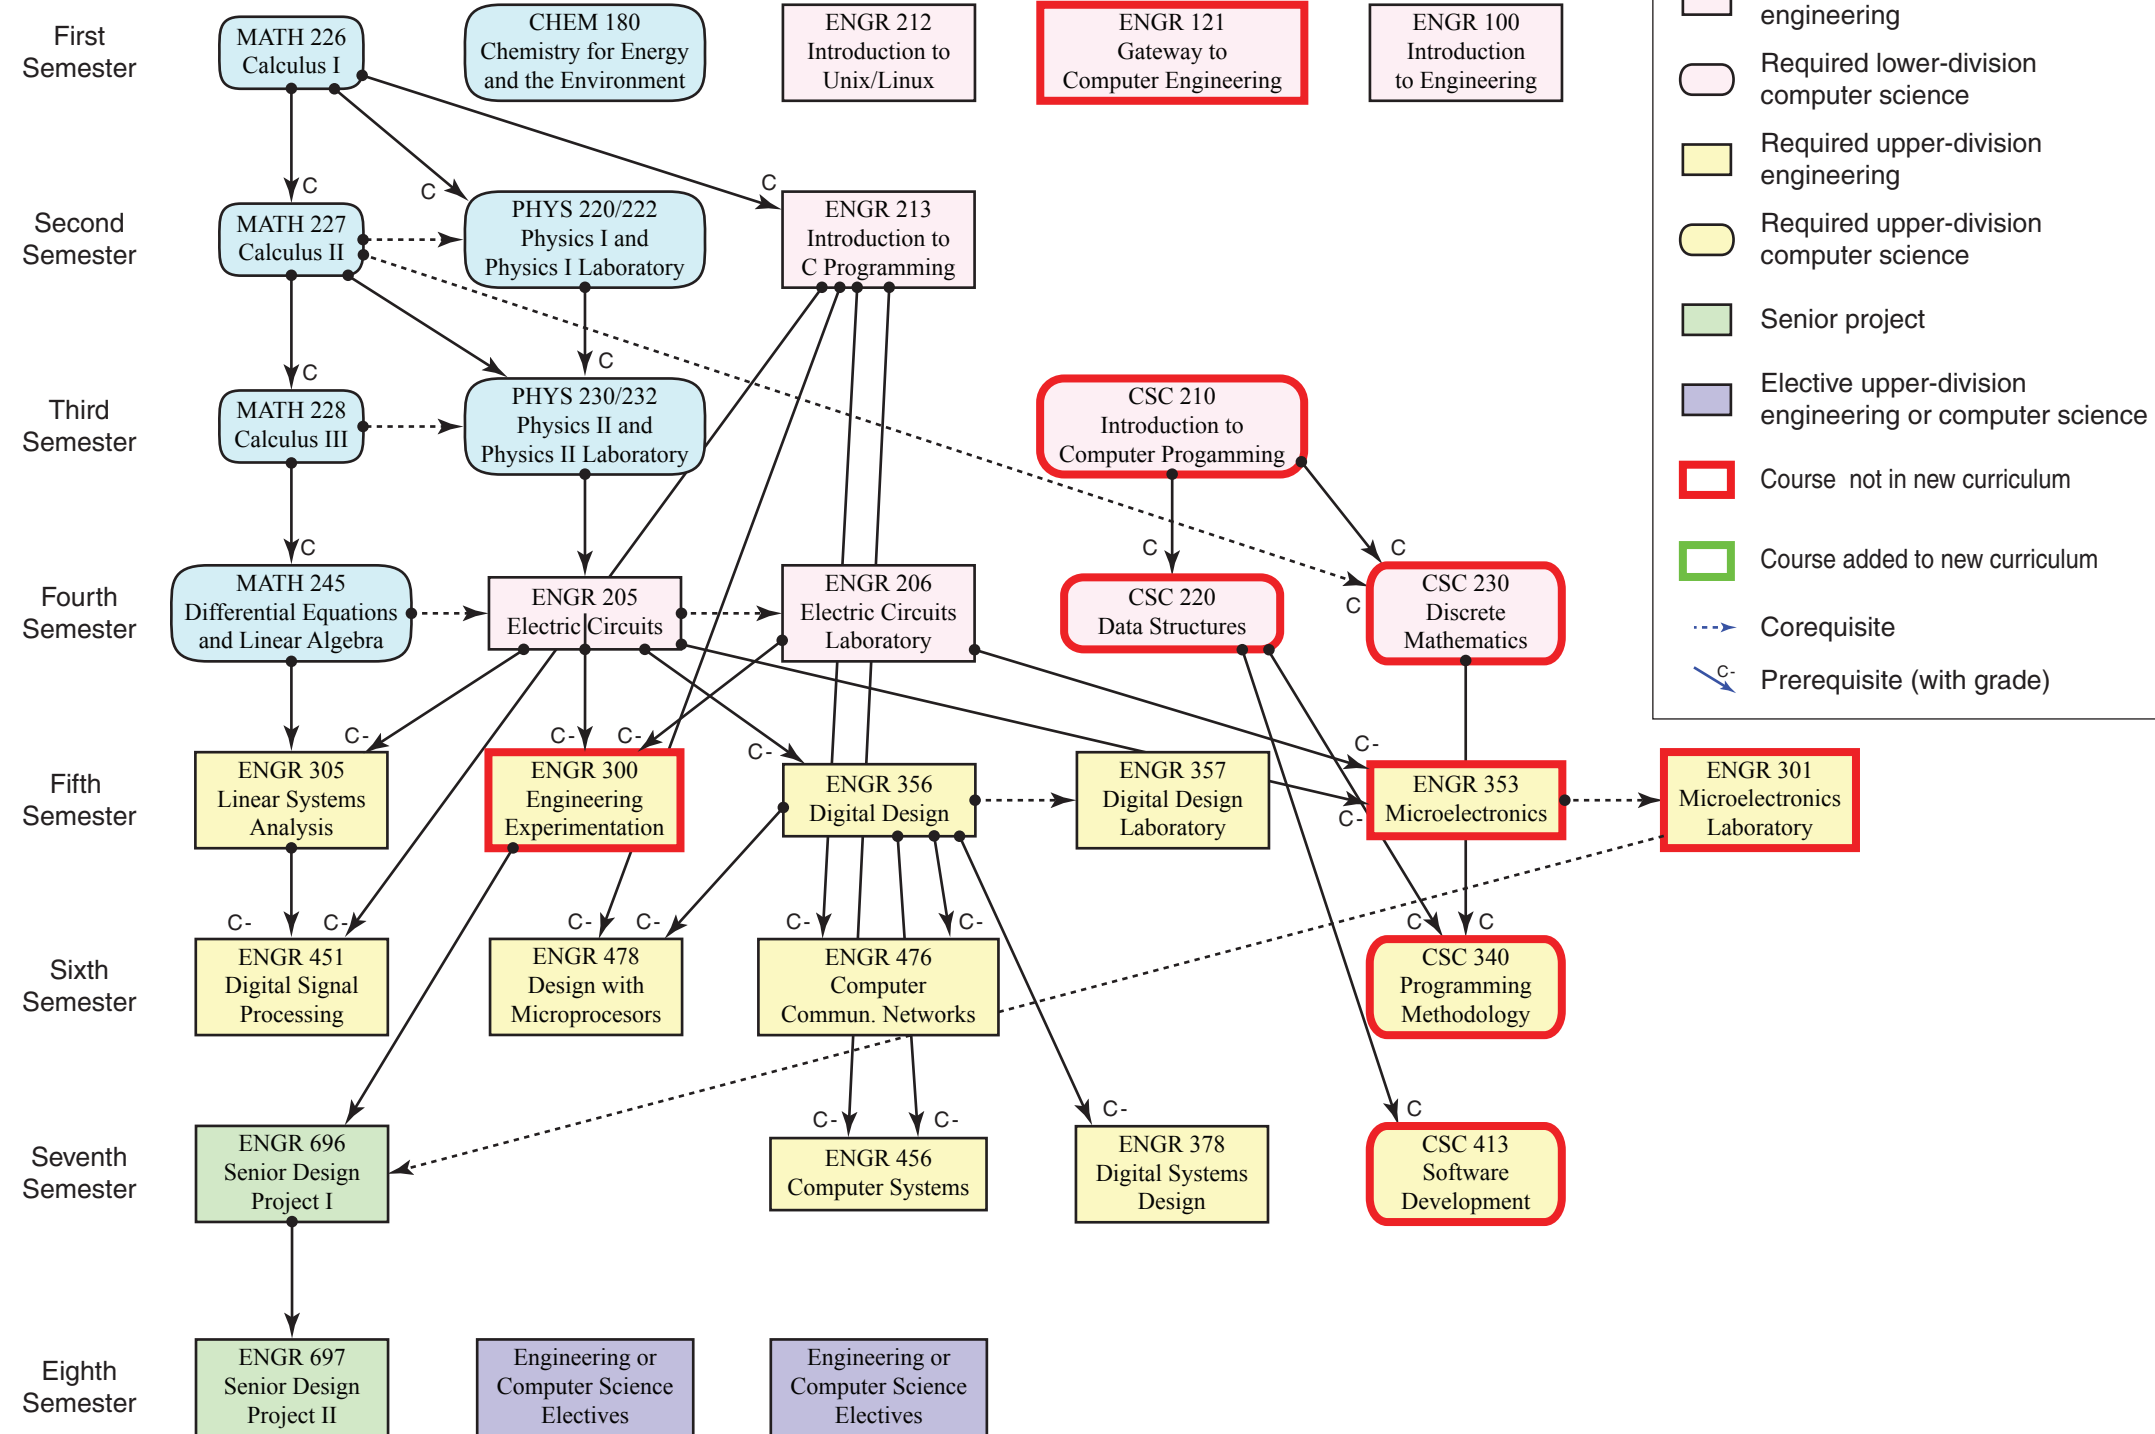 First
Semester
MATH 226
Calculus I
CHEM 180
Chemistry for Energy
and the Environment
ENGR 212
Introduction to
Unix/Linux
ENGR 121
Gateway to
Computer Engineering
ENGR 100
Introduction
to Engineering
C
C
C
Second
Semester
MATH 227
Calculus II
PHYS 220/222
Physics I and
Physics I Laboratory
ENGR 213
Introduction to
C Programming
C
C
Third
Semester
MATH 228
Calculus III
PHYS 230/232
Physics II and
Physics II Laboratory
CSC 210
Introduction to
Computer Progamming
C
C
C
C
Fourth
Semester
MATH 245
Differential Equations
and Linear Algebra
ENGR 205
Electric Circuits
ENGR 206
Electric Circuits
Laboratory
CSC 220
Data Structures
CSC 230
Discrete
Mathematics
C-
C-
C-
C-
C-
C-
Fifth
Semester
ENGR 305
Linear Systems
Analysis
ENGR 300
Engineering
Experimentation
ENGR 356
Digital Design
ENGR 357
Digital Design
Laboratory
ENGR 353
Microelectronics
ENGR 301
Microelectronics
Laboratory
C-
C-
C-
C-
C-
C-
C
C
Sixth
Semester
ENGR 451
Digital Signal
Processing
ENGR 478
Design with
Microprocesors
ENGR 476
Computer
Commun. Networks
CSC 340
Programming
Methodology
C-
C-
C-
C
Seventh
Semester
ENGR 696
Senior Design
Project I
ENGR 456
Computer Systems
ENGR 378
Digital Systems
Design
CSC 413
Software
Development
Eighth
Semester
ENGR 697
Senior Design
Project II
Engineering or
Computer Science
Electives
Engineering or
Computer Science
Electives
engineering
Required lower-division
computer science
Required upper-division
engineering
Required upper-division
computer science
Senior project
Elective upper-division
engineering or computer science
Course not in new curriculum
Course added to new curriculum
Corequisite
C-
Prerequisite (with grade)